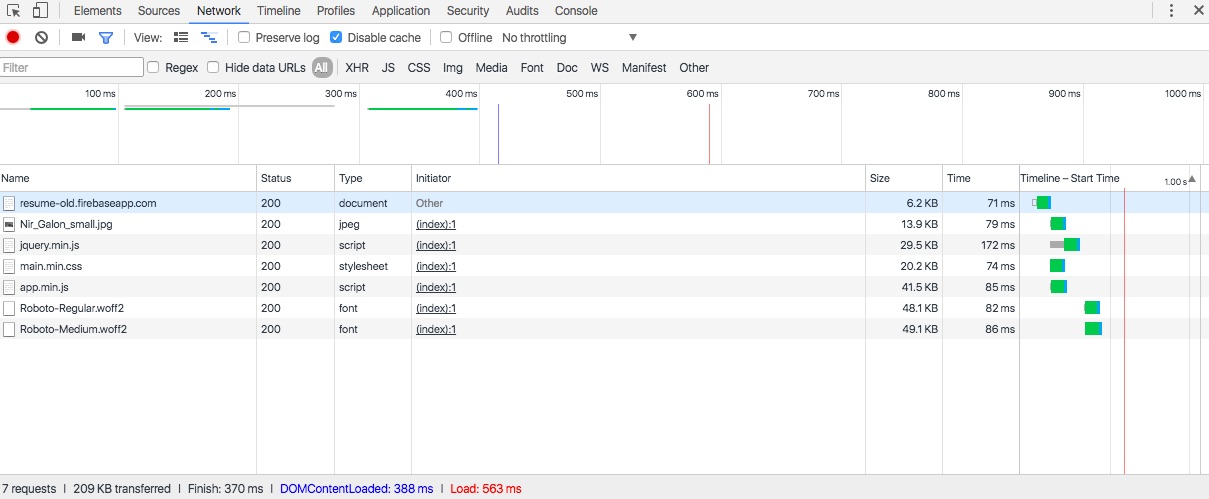 Elements Sources Network Timeline Profiles Application Security Audits Console
View: Preserve log Disable cache Offline No throttling
Filter Regex Hide data URLs All XHR JS CSS Img Media Font Doc WS Manifest Other
100 ms 200 ms 300 ms 400 ms 500 ms 600 ms 700 ms 800 ms 900 ms 1000 ms
Name Status Type Initiator Size Time Timeline – Start Time 1.00 s
resume-old.firebaseapp.com 200 document Other 6.2 KB 71 ms
Nir_Galon_small.jpg 200 jpeg (index):1 13.9 KB 79 ms
jquery.min.js 200 script (index):1 29.5 KB 172 ms
main.min.css 200 stylesheet (index):1 20.2 KB 74 ms
app.min.js 200 script (index):1 41.5 KB 85 ms
Roboto-Regular.woff2 200 font (index):1 48.1 KB 82 ms
Roboto-Medium.woff2 200 font (index):1 49.1 KB 86 ms
7 requests | 209 KB transferred | Finish: 370 ms | DOMContentLoaded: 388 ms | Load: 563 ms